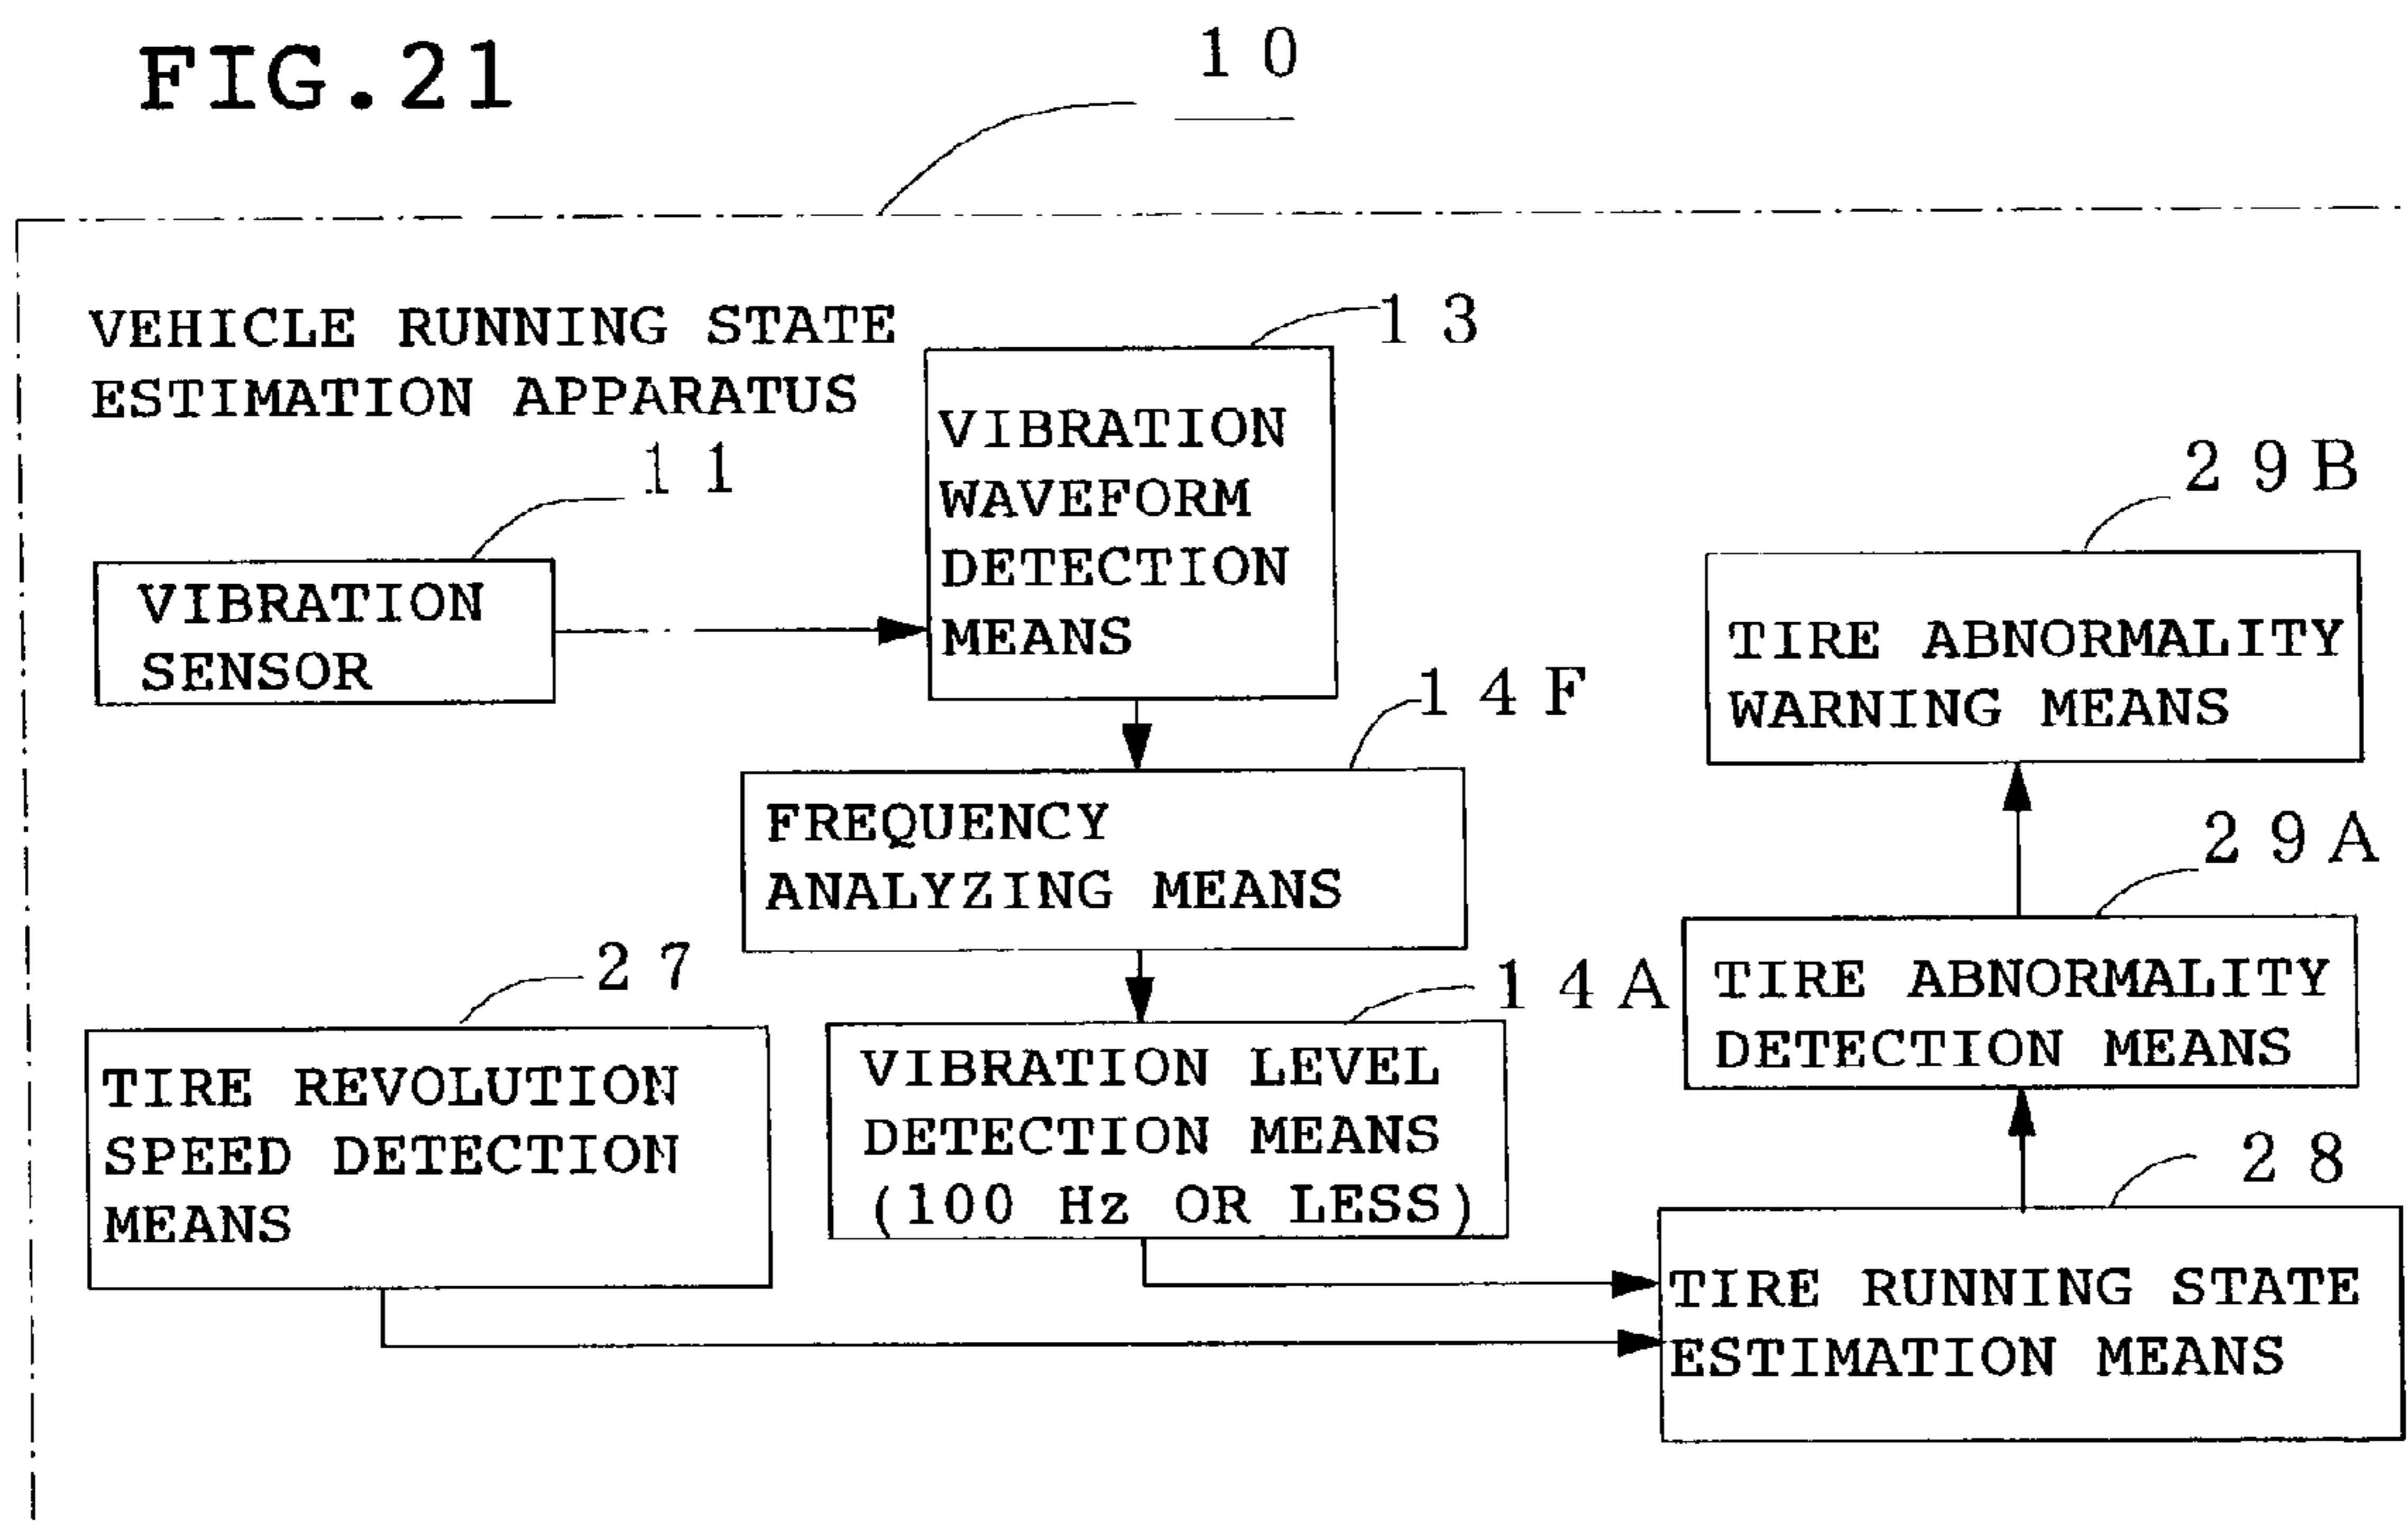 FIG.21
10
VEHICLE RUNNING STATE
ESTIMATION APPARATUS
11
VIBRATION
SENSOR
13
VIBRATION
WAVEFORM
DETECTION
MEANS
14F
FREQUENCY
ANALYZING MEANS
27
TIRE REVOLUTION
SPEED DETECTION
MEANS
14A
VIBRATION LEVEL
DETECTION MEANS
(100 Hz OR LESS)
29B
TIRE ABNORMALITY
WARNING MEANS
29A
TIRE ABNORMALITY
DETECTION MEANS
28
TIRE RUNNING STATE
ESTIMATION MEANS